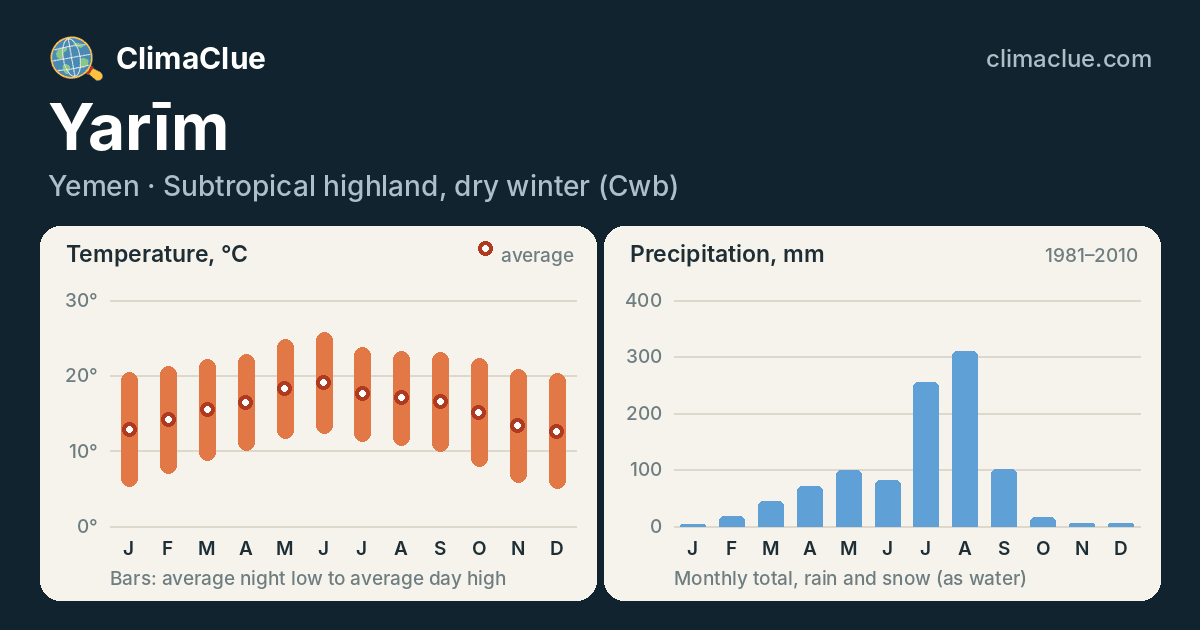 ClimaClue
climaclue.com
Yarīm
Yemen · Subtropical highland, dry winter (Cwb)
Temperature, °C
average
30°
20°
10°
0°
J F M A M J J A S O N D
Bars: average night low to average day high
Precipitation, mm
1981–2010
400
300
200
100
0
J F M A M J J A S O N D
Monthly total, rain and snow (as water)